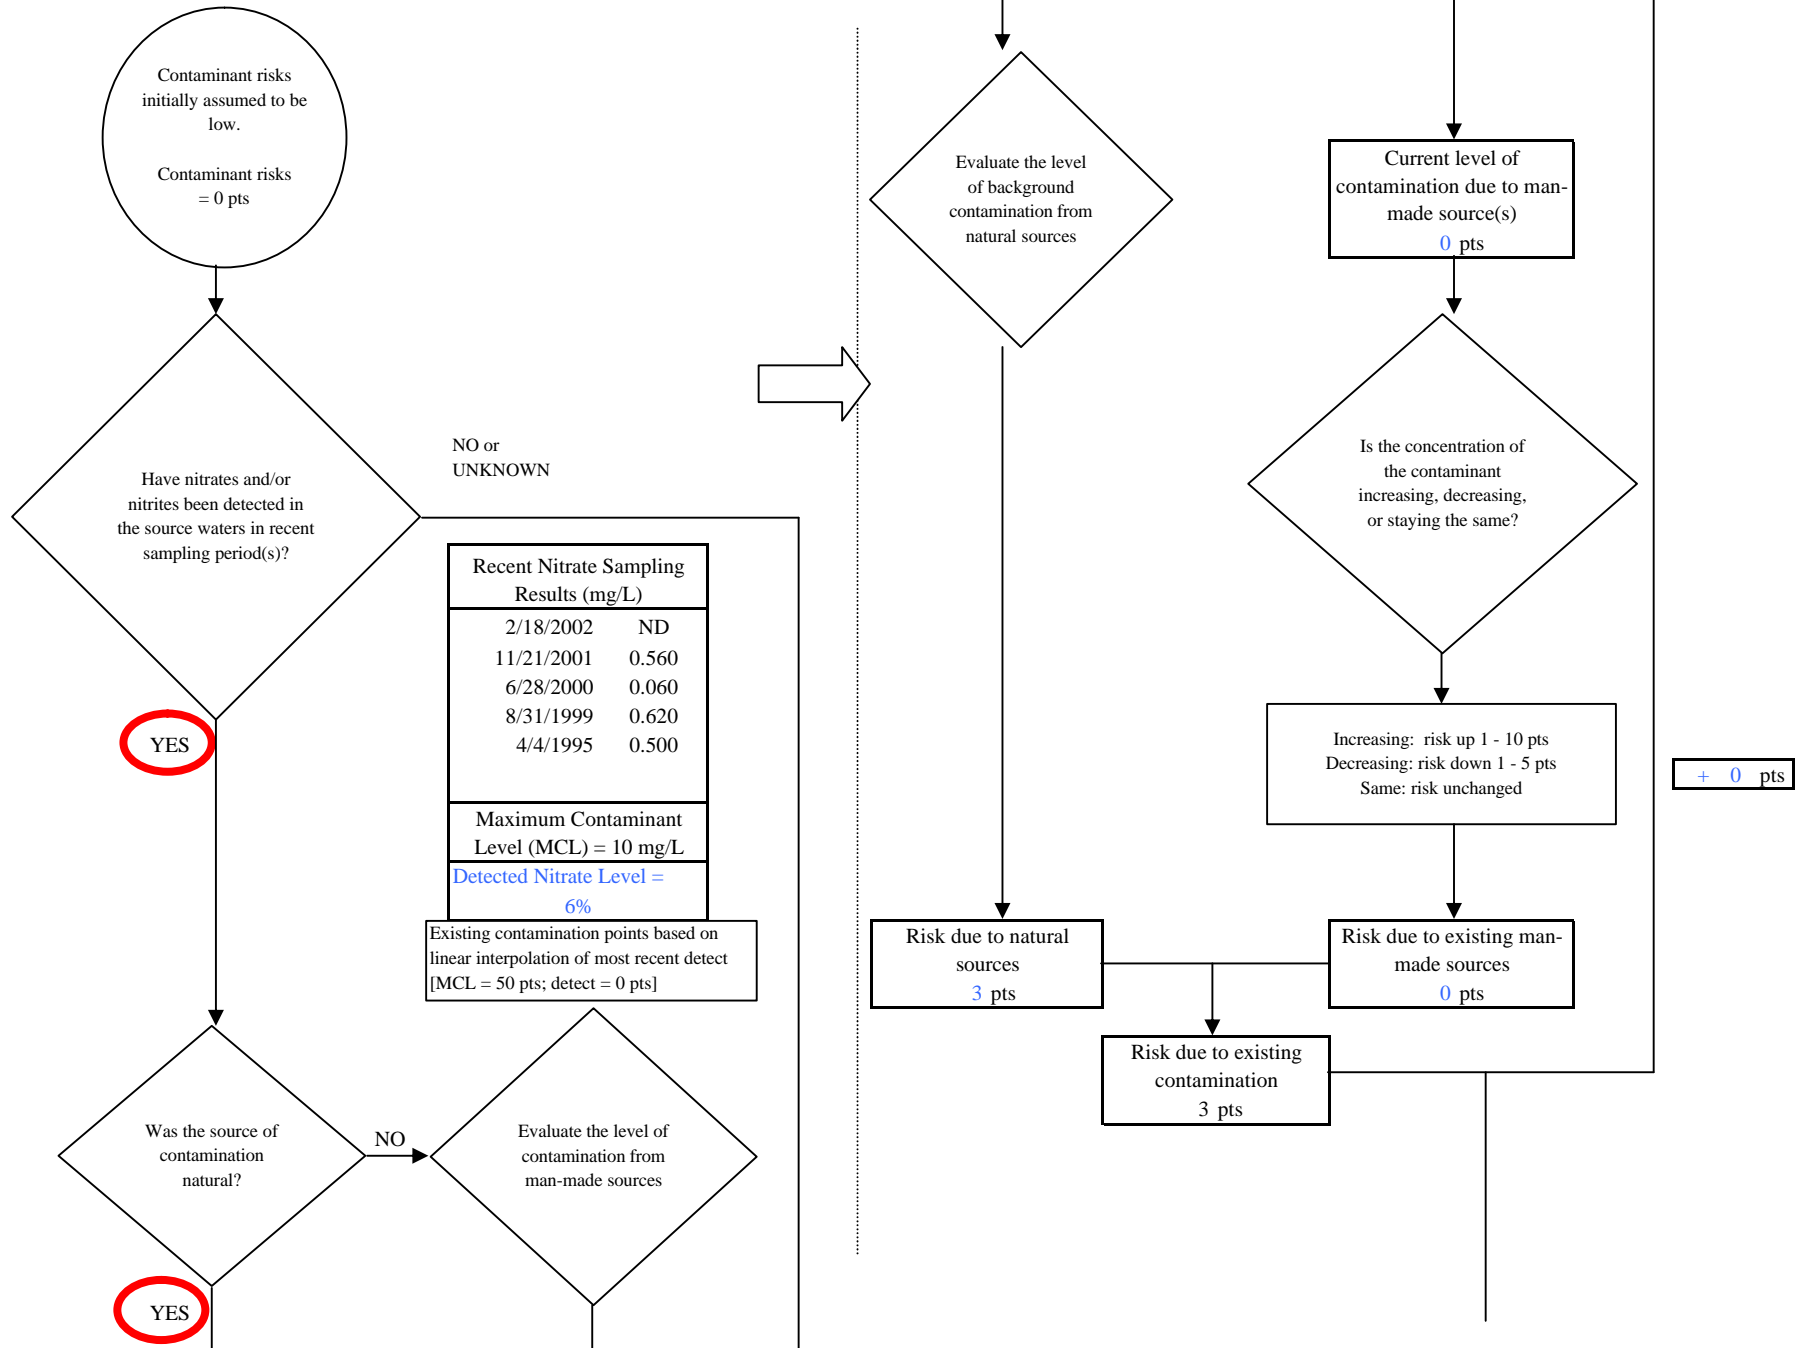 Contaminant risks
initially assumed to be
low.
Contaminant risks
= 0 pts
Have nitrates and/or
nitrites been detected in
the source waters in recent
sampling period(s)?
NO or
UNKNOWN
YES
Recent Nitrate Sampling
Results (mg/L)
2/18/2002 ND
11/21/2001 0.560
6/28/2000 0.060
8/31/1999 0.620
4/4/1995 0.500
Maximum Contaminant
Level (MCL) = 10 mg/L
Detected Nitrate Level =
6%
Existing contamination points based on
linear interpolation of most recent detect
[MCL = 50 pts; detect = 0 pts]
Was the source of
contamination
natural?
NO
Evaluate the level of
contamination from
man-made sources
YES
Evaluate the level
of background
contamination from
natural sources
Current level of
contamination due to man-
made source(s)
0 pts
Is the concentration of
the contaminant
increasing, decreasing,
or staying the same?
Increasing: risk up 1 - 10 pts
Decreasing: risk down 1 - 5 pts
Same: risk unchanged
+ 0 pts
Risk due to natural
sources
3 pts
Risk due to existing man-
made sources
0 pts
Risk due to existing
contamination
3 pts